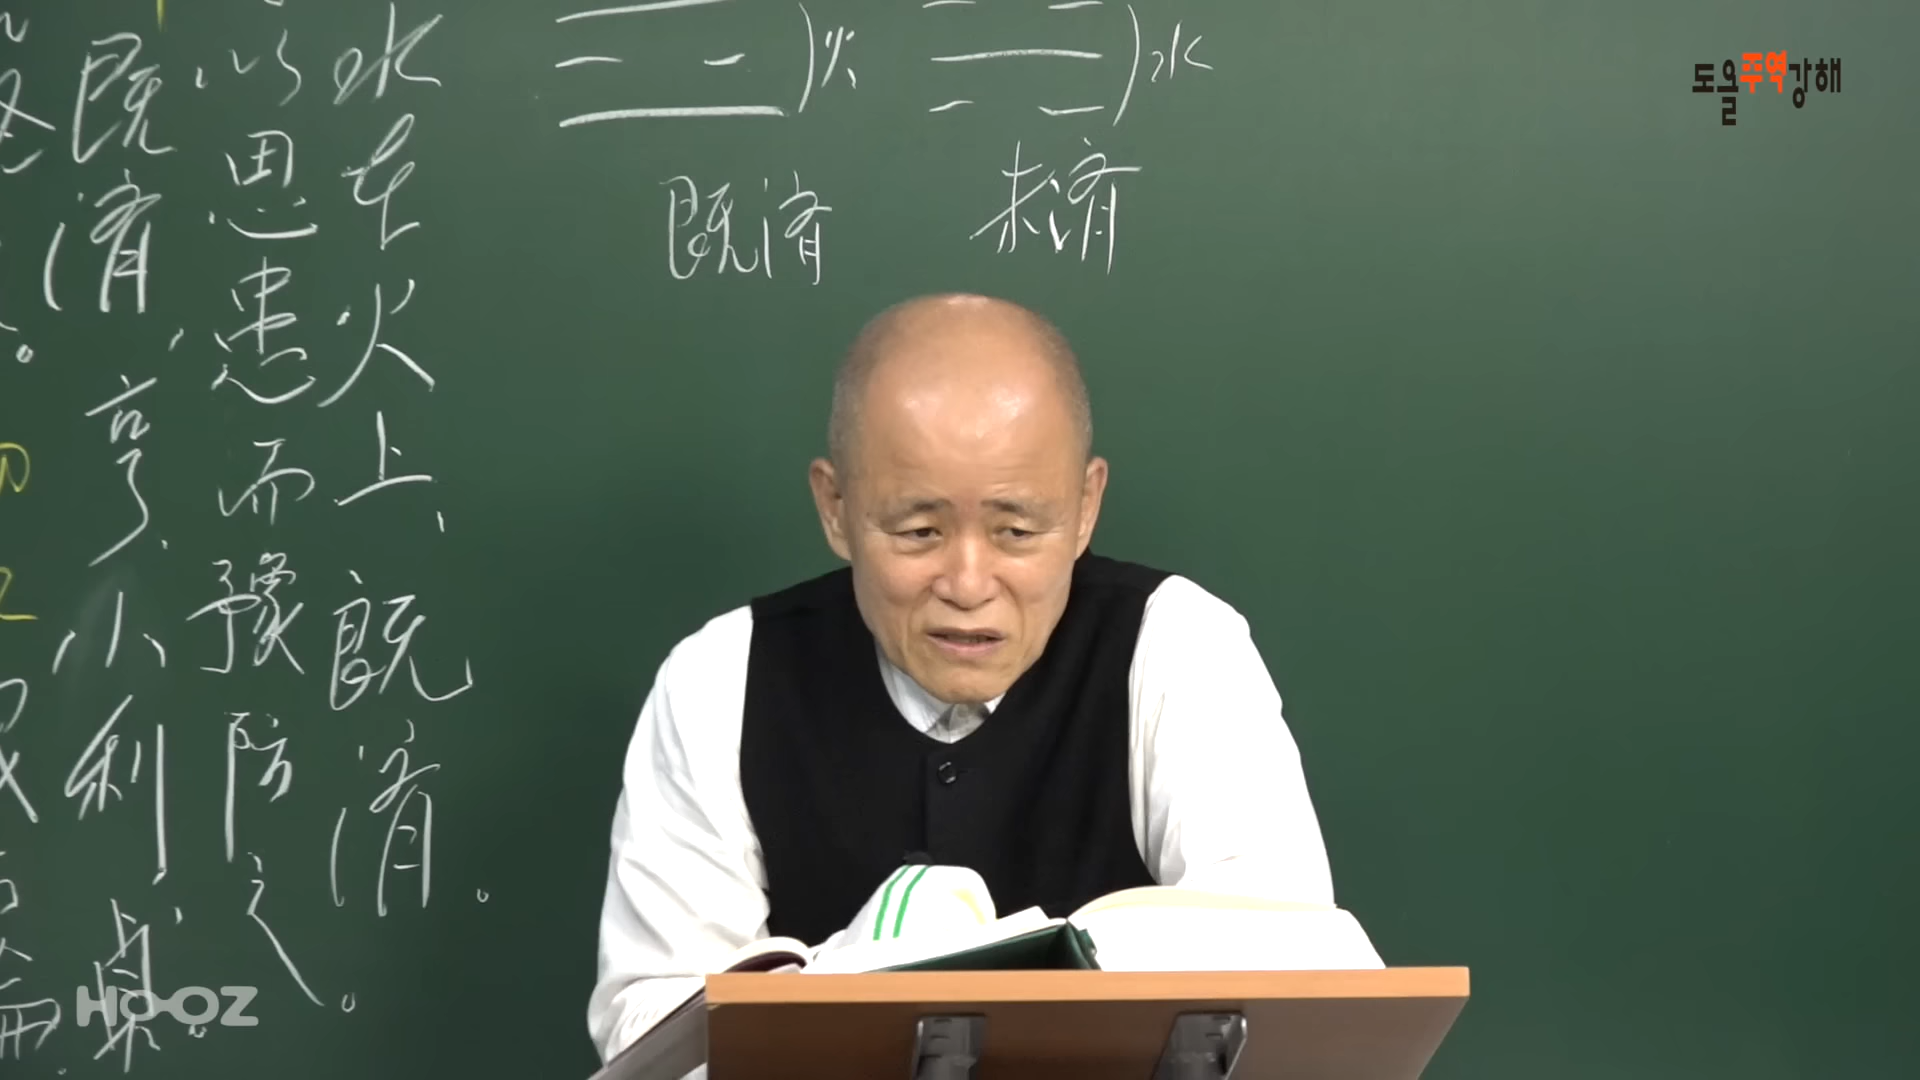 水在火上、既濟。
以思患而豫防之。
既濟、亨、小利貞。
火
水
既濟
未濟
도올주역강해
HOOZ